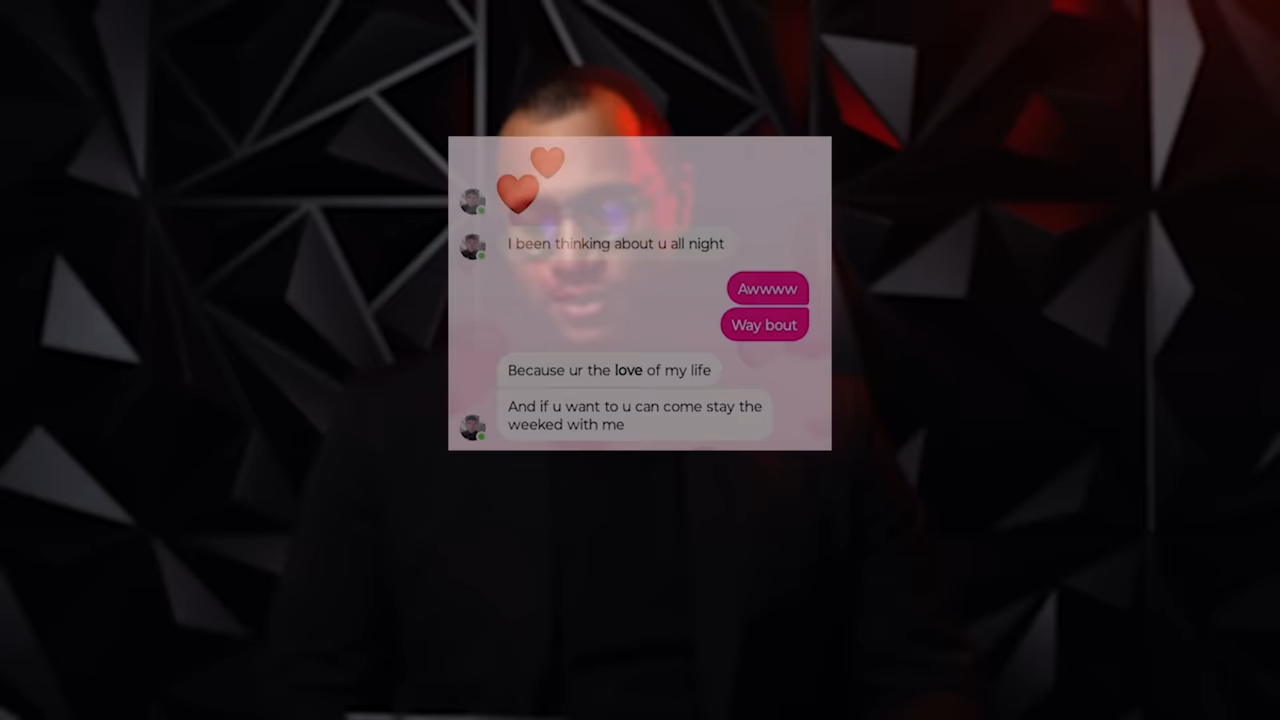 I been thinking about u all night
Awwww
Way bout
Because ur the love of my life
And if u want to u can come stay the
weeked with me